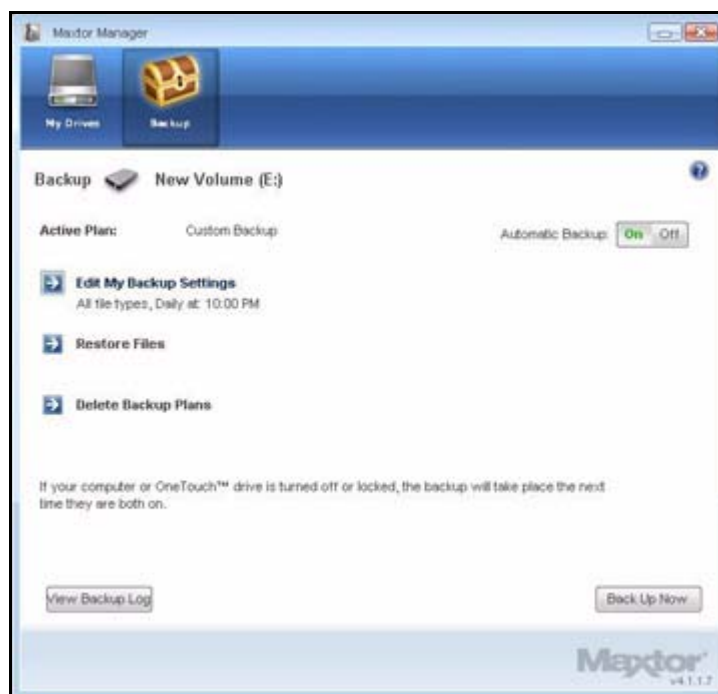 Maxtor Manager
My Drives
Backup
Backup New Volume (E:)
Active Plan: Custom Backup
Automatic Backup: On Off
Edit My Backup Settings
All file types, Daily at: 10:00 PM
Restore Files
Delete Backup Plans
If your computer or OneTouch™ drive is turned off or locked, the backup will take place the next
time they are both on.
View Backup Log
Back Up Now
Maxtor
v4.1.1.7